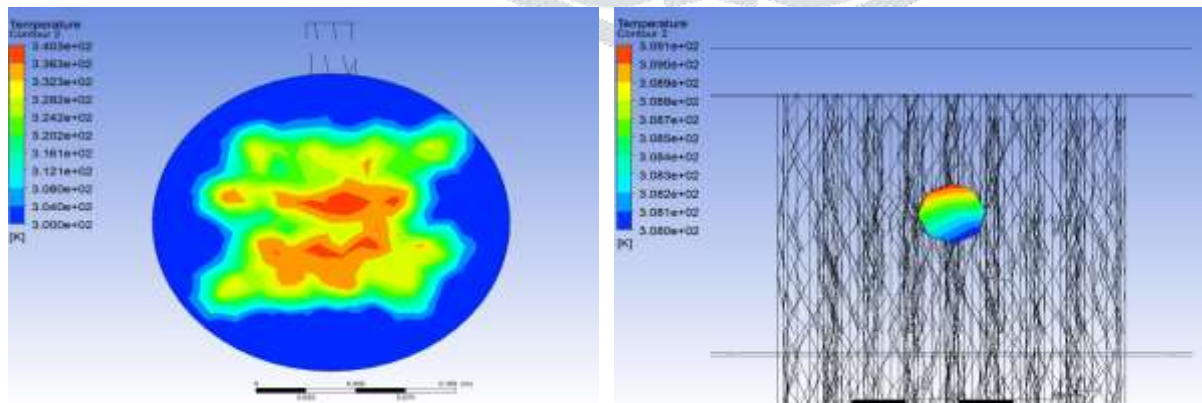 Temperature
Contour 2
3.403e+02
3.363e+02
3.323e+02
3.282e+02
3.242e+02
3.202e+02
3.161e+02
3.121e+02
3.080e+02
3.040e+02
3.000e+02
[K]
0
Temperature
Contour 2
3.091e+02
3.090e+02
3.089e+02
3.088e+02
3.087e+02
3.085e+02
3.084e+02
3.083e+02
3.082e+02
3.081e+02
3.080e+02
[K]